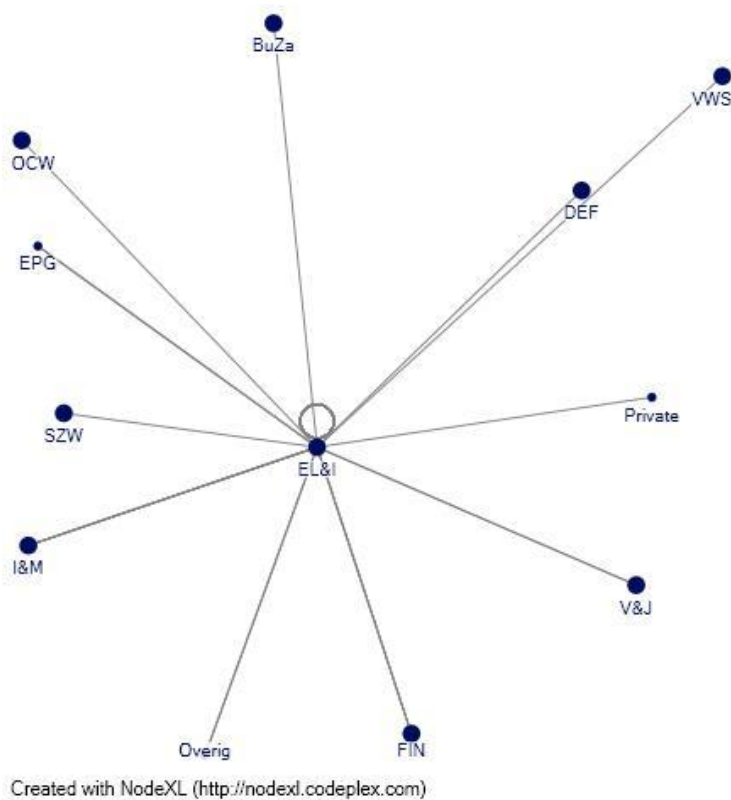 BuZa
VWS
OCW
DEF
EPG
Private
SZW
EL&I
I&M
V&J
Overig
FIN
Created with NodeXL (http://nodexl.codeplex.com)